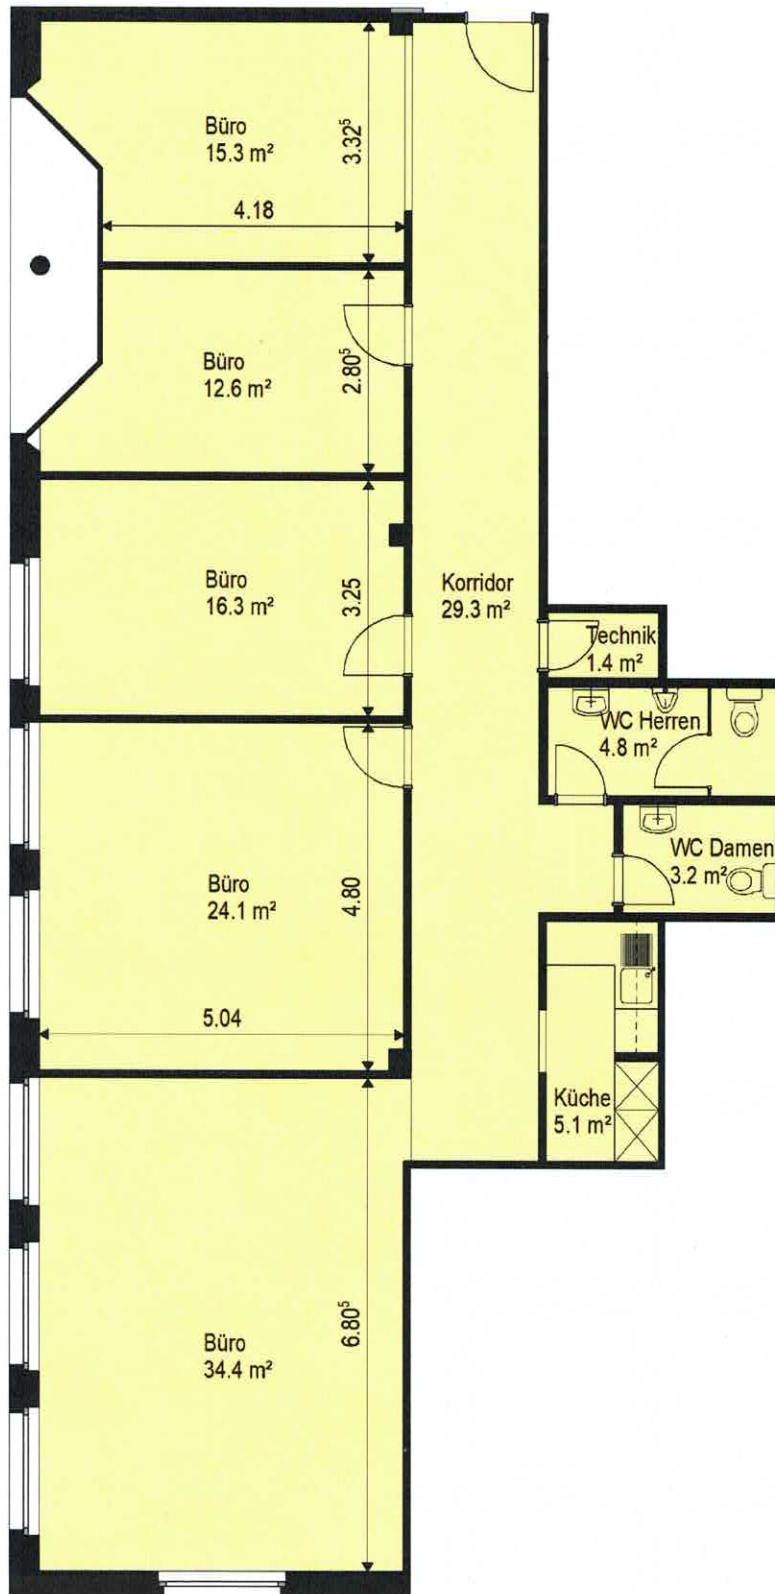 Büro
15.3 m²
3.32⁵
4.18
Büro
12.6 m²
2.80⁵
Büro
16.3 m²
3.25
Korridor
29.3 m²
Technik
1.4 m²
WC Herren
4.8 m²
WC Damen
3.2 m²
Büro
24.1 m²
4.80
5.04
Küche
5.1 m²
Büro
34.4 m²
6.80⁵